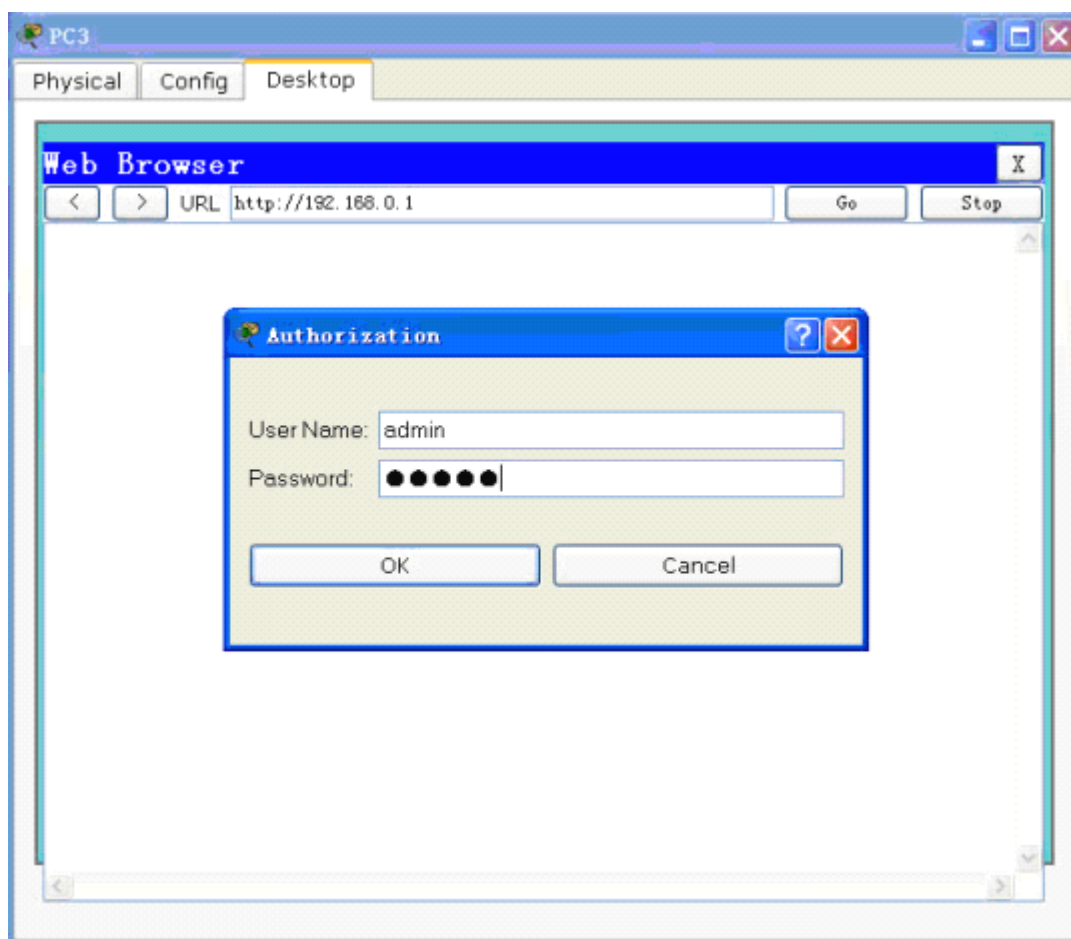 PC3
Physical Config Desktop
Web Browser X
< > URL http://192.168.0.1 Go Stop
Authorization
User Name: admin
Password: ●●●●●
OK Cancel